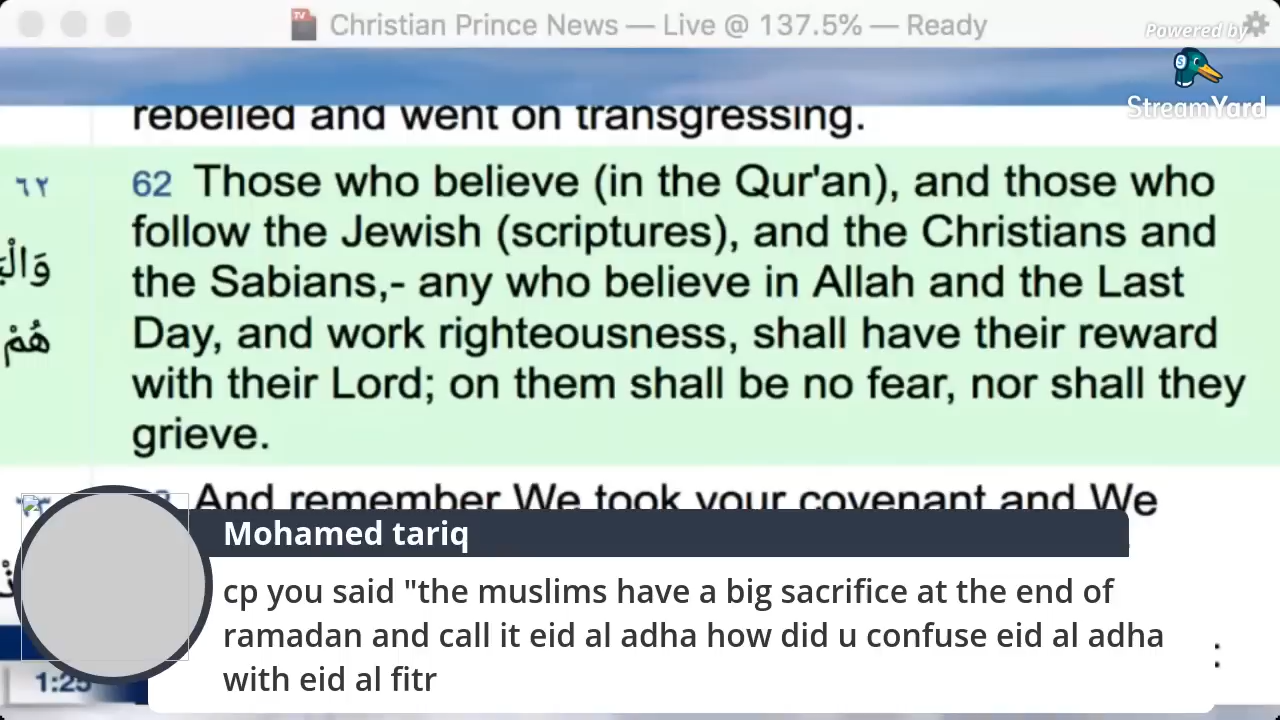 Christian Prince News — Live @ 137.5% — Ready
Powered by
StreamYard
rebelled and went on transgressing.
٦٢
62 Those who believe (in the Qur'an), and those who
follow the Jewish (scriptures), and the Christians and
the Sabians,- any who believe in Allah and the Last
Day, and work righteousness, shall have their reward
with their Lord; on them shall be no fear, nor shall they
grieve.
هُمْ
And remember We took your covenant and We
Mohamed tariq
cp you said "the muslims have a big sacrifice at the end of
ramadan and call it eid al adha how did u confuse eid al adha
with eid al fitr
1:25